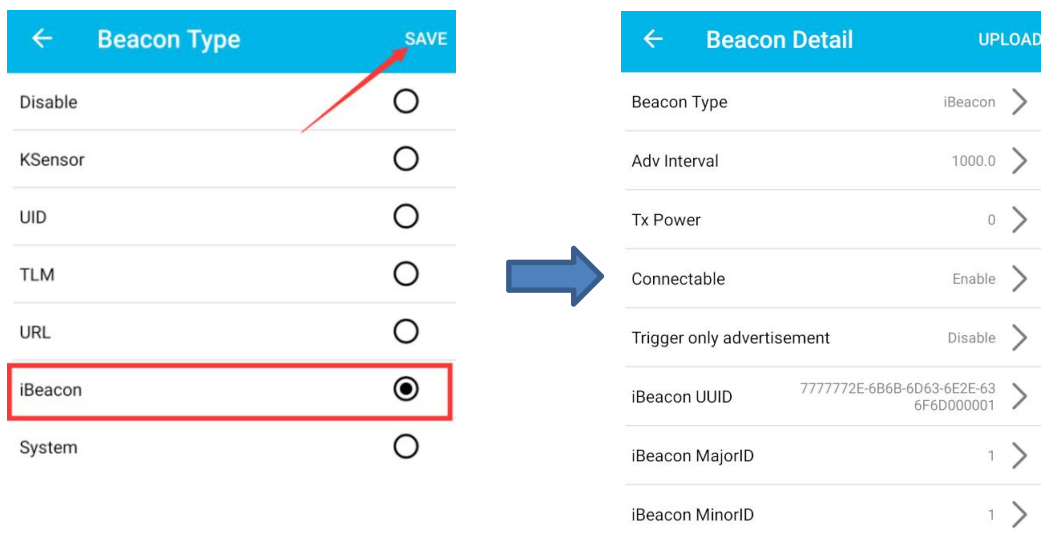 Beacon Type
SAVE
Disable
KSensor
UID
TLM
URL
iBeacon
System
Beacon Detail
UPLOAD
Beacon Type
iBeacon
Adv Interval
1000.0
Tx Power
0
Connectable
Enable
Trigger only advertisement
Disable
iBeacon UUID
7777772E-6B6B-6D63-6E2E-63
6F6D000001
iBeacon MajorID
1
iBeacon MinorID
1